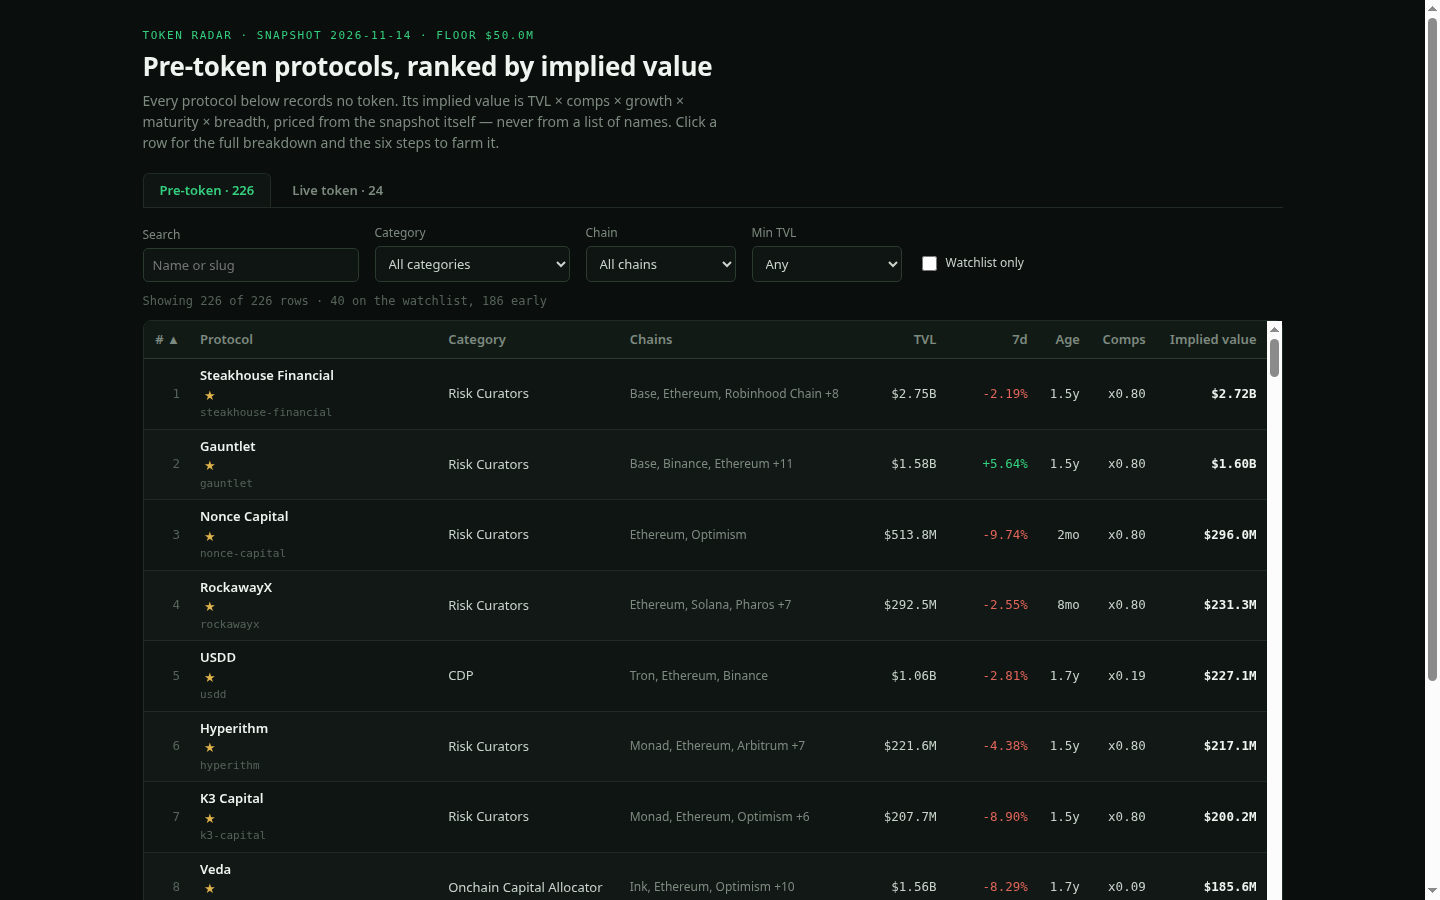 TOKEN RADAR · SNAPSHOT 2026-11-14 · FLOOR $50.0M
Pre-token protocols, ranked by implied value
Every protocol below records no token. Its implied value is TVL × comps × growth ×
maturity × breadth, priced from the snapshot itself — never from a list of names. Click a
row for the full breakdown and the six steps to farm it.
Pre-token · 226 Live token · 24
Search Category Chain Min TVL
Name or slug All categories All chains Any Watchlist only
Showing 226 of 226 rows · 40 on the watchlist, 186 early
# ▲ Protocol Category Chains TVL 7d Age Comps Implied value
Steakhouse Financial
1 ★ Risk Curators Base, Ethereum, Robinhood Chain +8 $2.75B -2.19% 1.5y x0.80 $2.72B
steakhouse-financial
Gauntlet
2 ★ Risk Curators Base, Binance, Ethereum +11 $1.58B +5.64% 1.5y x0.80 $1.60B
gauntlet
Nonce Capital
3 ★ Risk Curators Ethereum, Optimism $513.8M -9.74% 2mo x0.80 $296.0M
nonce-capital
RockawayX
4 ★ Risk Curators Ethereum, Solana, Pharos +7 $292.5M -2.55% 8mo x0.80 $231.3M
rockawayx
USDD
5 ★ CDP Tron, Ethereum, Binance $1.06B -2.81% 1.7y x0.19 $227.1M
usdd
Hyperithm
6 ★ Risk Curators Monad, Ethereum, Arbitrum +7 $221.6M -4.38% 1.5y x0.80 $217.1M
hyperithm
K3 Capital
7 ★ Risk Curators Monad, Ethereum, Optimism +6 $207.7M -8.90% 1.5y x0.80 $200.2M
k3-capital
Veda
8 ★ Onchain Capital Allocator Ink, Ethereum, Optimism +10 $1.56B -8.29% 1.7y x0.09 $185.6M